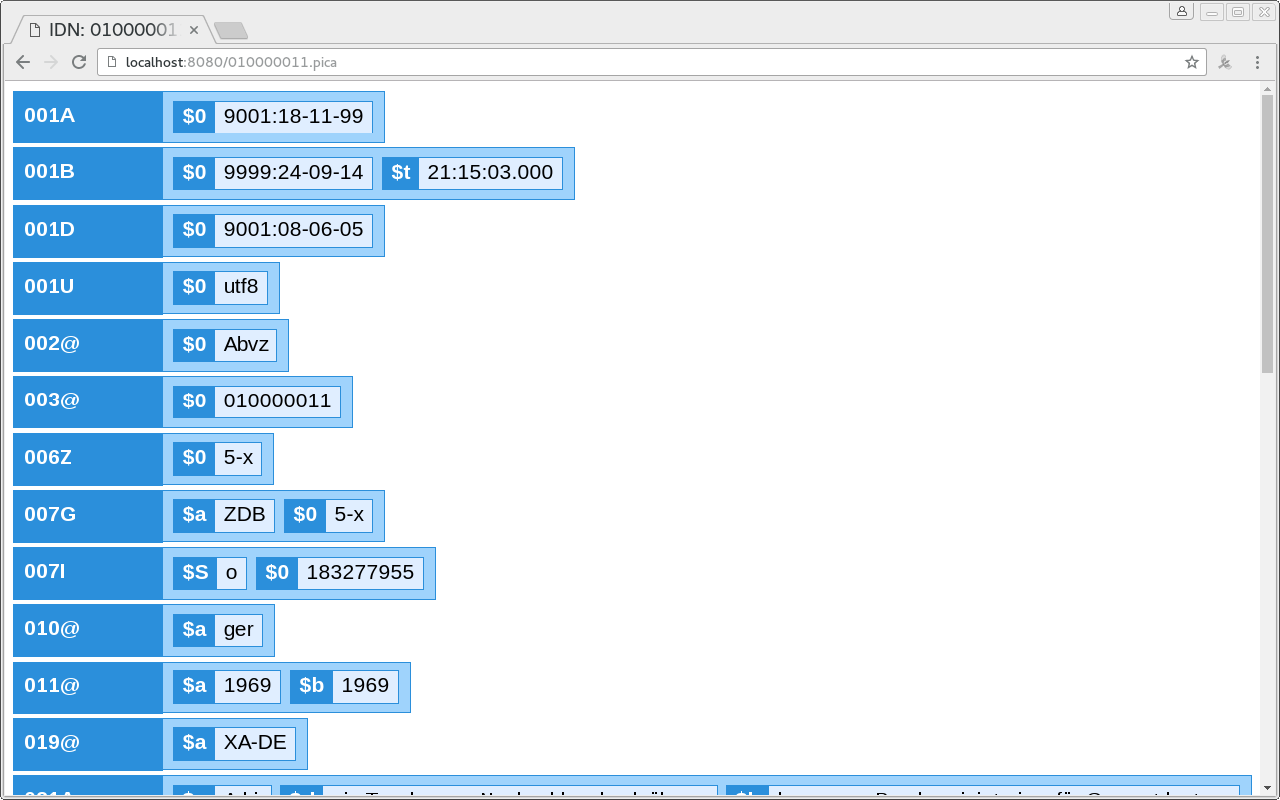 IDN: 01000001
localhost:8080/010000011.pica
001A $0 9001:18-11-99
001B $0 9999:24-09-14 $t 21:15:03.000
001D $0 9001:08-06-05
001U $0 utf8
002@ $0 Abvz
003@ $0 010000011
006Z $0 5-x
007G $a ZDB $0 5-x
007I $S o $0 183277955
010@ $a ger
011@ $a 1969 $b 1969
019@ $a XA-DE